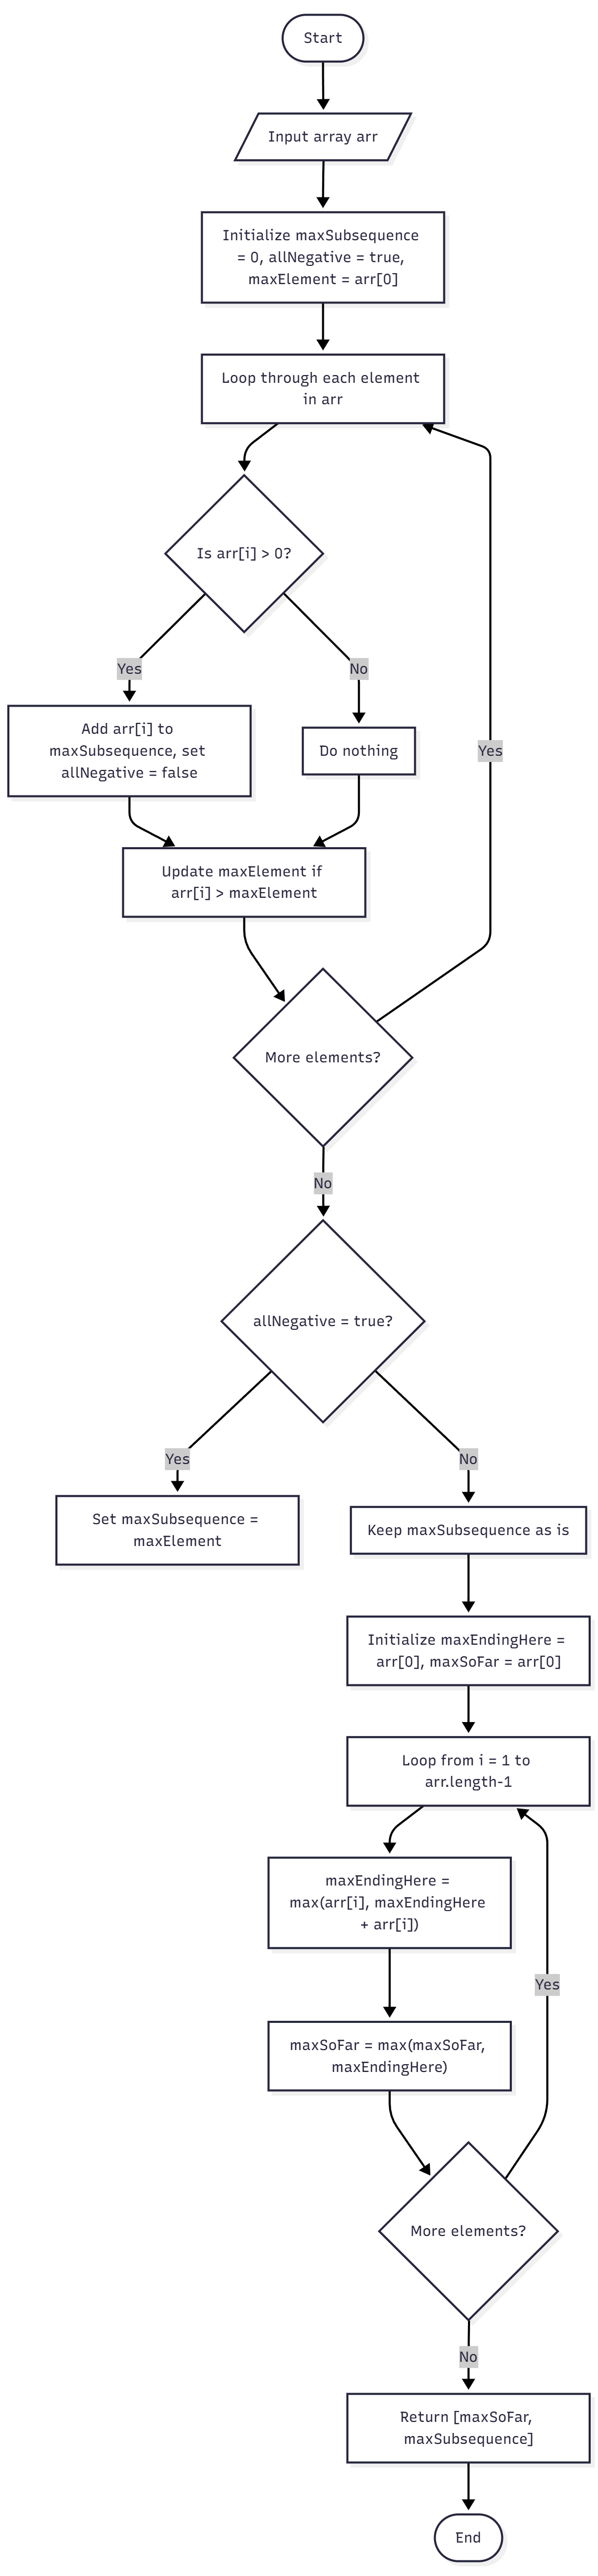 Start
Input array arr
Initialize maxSubsequence
= 0, allNegative = true,
maxElement = arr[0]
Loop through each element
in arr
Is arr[i] > 0?
Yes
No
Add arr[i] to
maxSubsequence, set
allNegative = false
Do nothing
Yes
Update maxElement if
arr[i] > maxElement
More elements?
No
allNegative = true?
Yes
No
Set maxSubsequence =
maxElement
Keep maxSubsequence as is
Initialize maxEndingHere =
arr[0], maxSoFar = arr[0]
Loop from i = 1 to
arr.length-1
maxEndingHere =
max(arr[i], maxEndingHere
+ arr[i])
Yes
maxSoFar = max(maxSoFar,
maxEndingHere)
More elements?
No
Return [maxSoFar,
maxSubsequence]
End